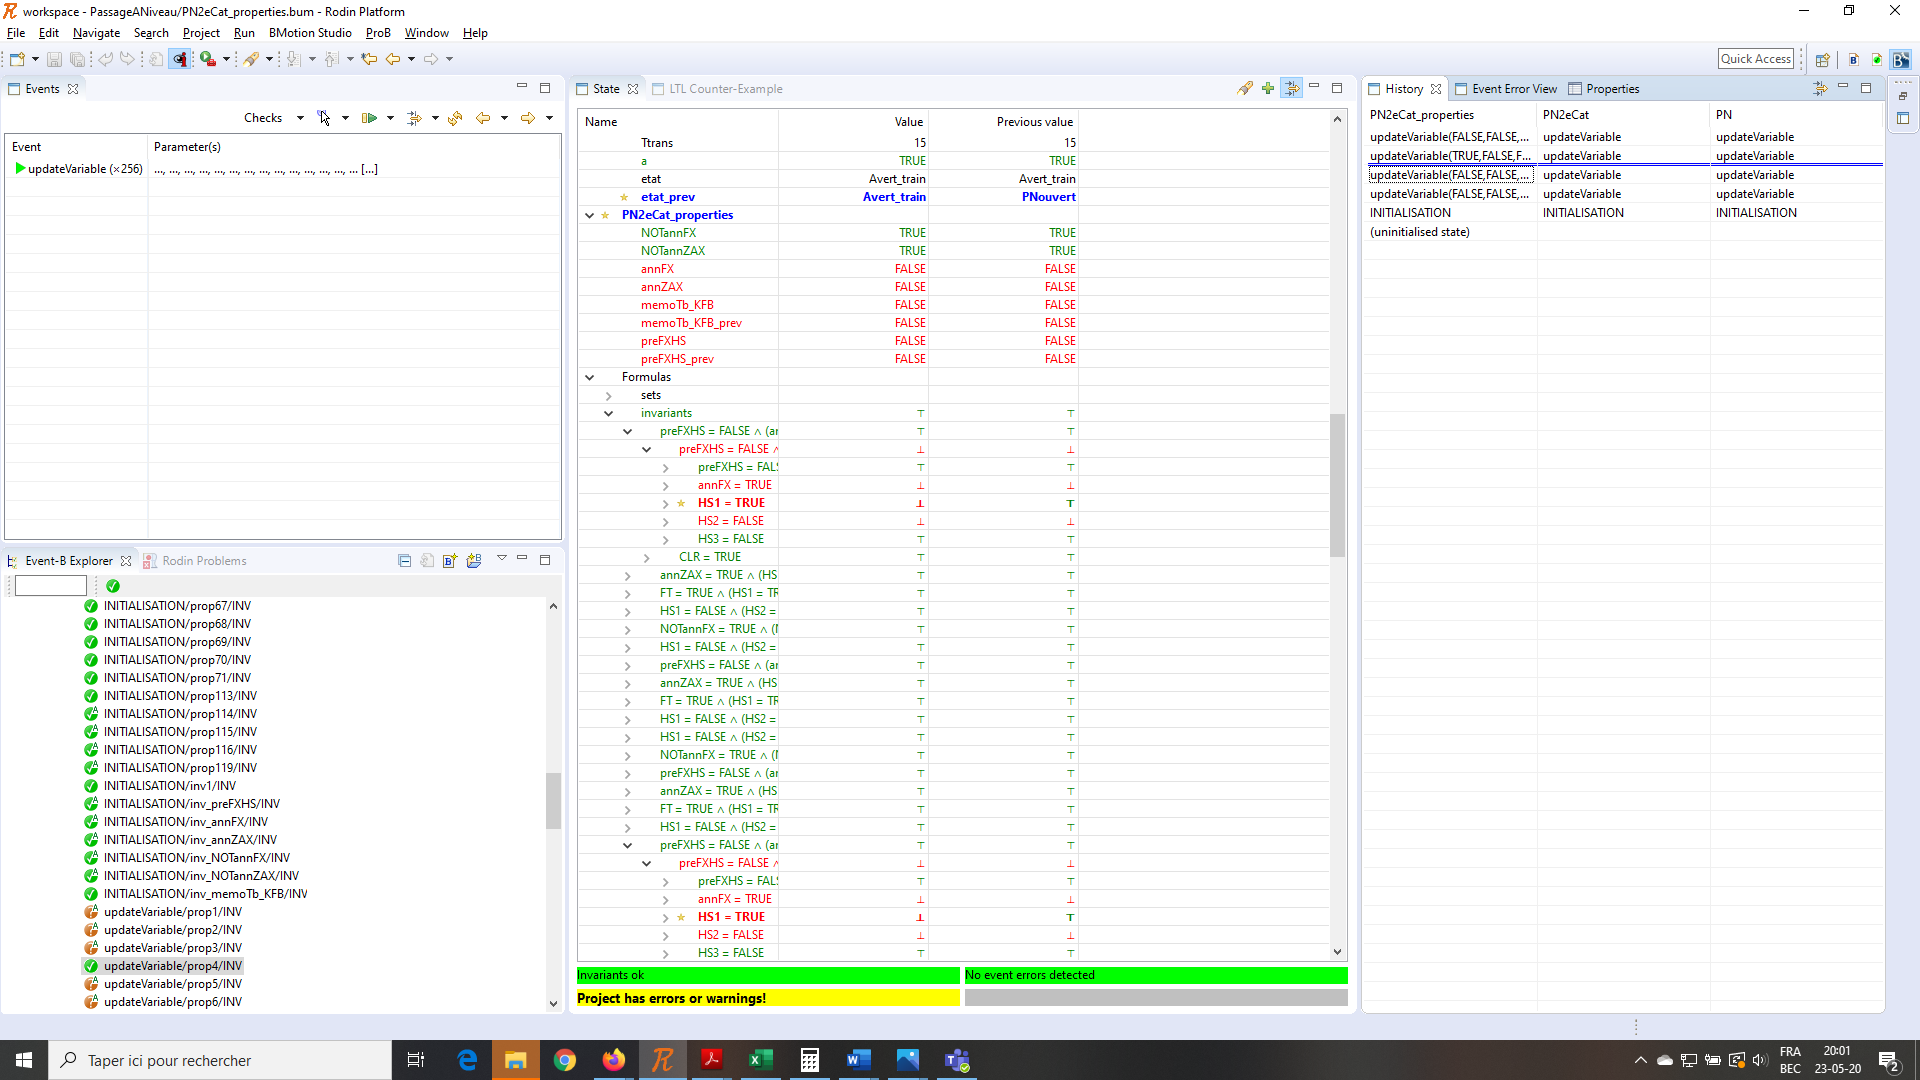 workspace - PassageANiveau/PN2eCat_properties.bum - Rodin Platform
File Edit Navigate Search Project Run BMotion Studio ProB Window Help
Quick Access
Events
Checks
Event Parameter(s)
updateVariable (×256) ..., ..., ..., ..., ..., ..., ..., ..., ..., ..., ..., ..., ..., ... [...]
Event-B Explorer Rodin Problems
INITIALISATION/prop67/INV
INITIALISATION/prop68/INV
INITIALISATION/prop69/INV
INITIALISATION/prop70/INV
INITIALISATION/prop71/INV
INITIALISATION/prop113/INV
INITIALISATION/prop114/INV
INITIALISATION/prop115/INV
INITIALISATION/prop116/INV
INITIALISATION/prop119/INV
INITIALISATION/inv1/INV
INITIALISATION/inv_preFXHS/INV
INITIALISATION/inv_annFX/INV
INITIALISATION/inv_annZAX/INV
INITIALISATION/inv_NOTannFX/INV
INITIALISATION/inv_NOTannZAX/INV
INITIALISATION/inv_memoTb_KFB/INV
updateVariable/prop1/INV
updateVariable/prop2/INV
updateVariable/prop3/INV
updateVariable/prop4/INV
updateVariable/prop5/INV
updateVariable/prop6/INV
State LTL Counter-Example
Name Value Previous value
Ttrans 15 15
a TRUE TRUE
etat Avert_train Avert_train
etat_prev Avert_train PNouvert
PN2eCat_properties
NOTannFX TRUE TRUE
NOTannZAX TRUE TRUE
annFX FALSE FALSE
annZAX FALSE FALSE
memoTb_KFB FALSE FALSE
memoTb_KFB_prev FALSE FALSE
preFXHS FALSE FALSE
preFXHS_prev FALSE FALSE
Formulas
sets
invariants ⊤ ⊤
preFXHS = FALSE ∧ (ar ⊤ ⊤
preFXHS = FALSE ∧ ⊥ ⊥
preFXHS = FALS ⊤ ⊤
annFX = TRUE ⊥ ⊥
HS1 = TRUE ⊥ ⊤
HS2 = FALSE ⊥ ⊥
HS3 = FALSE ⊤ ⊤
CLR = TRUE ⊤ ⊤
annZAX = TRUE ∧ (HS ⊤ ⊤
FT = TRUE ∧ (HS1 = TR ⊤ ⊤
HS1 = FALSE ∧ (HS2 = ⊤ ⊤
NOTannFX = TRUE ∧ (N ⊤ ⊤
HS1 = FALSE ∧ (HS2 = ⊤ ⊤
preFXHS = FALSE ∧ (ar ⊤ ⊤
annZAX = TRUE ∧ (HS ⊤ ⊤
FT = TRUE ∧ (HS1 = TR ⊤ ⊤
HS1 = FALSE ∧ (HS2 = ⊤ ⊤
HS1 = FALSE ∧ (HS2 = ⊤ ⊤
NOTannFX = TRUE ∧ (N ⊤ ⊤
preFXHS = FALSE ∧ (ar ⊤ ⊤
annZAX = TRUE ∧ (HS ⊤ ⊤
FT = TRUE ∧ (HS1 = TR ⊤ ⊤
HS1 = FALSE ∧ (HS2 = ⊤ ⊤
preFXHS = FALSE ∧ (ar ⊤ ⊤
preFXHS = FALSE ∧ ⊥ ⊥
preFXHS = FALS ⊤ ⊤
annFX = TRUE ⊥ ⊥
HS1 = TRUE ⊥ ⊤
HS2 = FALSE ⊥ ⊥
HS3 = FALSE ⊤ ⊤
Invariants ok No event errors detected
Project has errors or warnings!
History Event Error View Properties
PN2eCat_properties PN2eCat PN
updateVariable(FALSE,FALSE,... updateVariable updateVariable
updateVariable(TRUE,FALSE,F... updateVariable updateVariable
updateVariable(FALSE,FALSE,... updateVariable updateVariable
updateVariable(FALSE,FALSE,... updateVariable updateVariable
INITIALISATION INITIALISATION INITIALISATION
(uninitialised state)
Taper ici pour rechercher
FRA
BEC
20:01
23-05-20
2